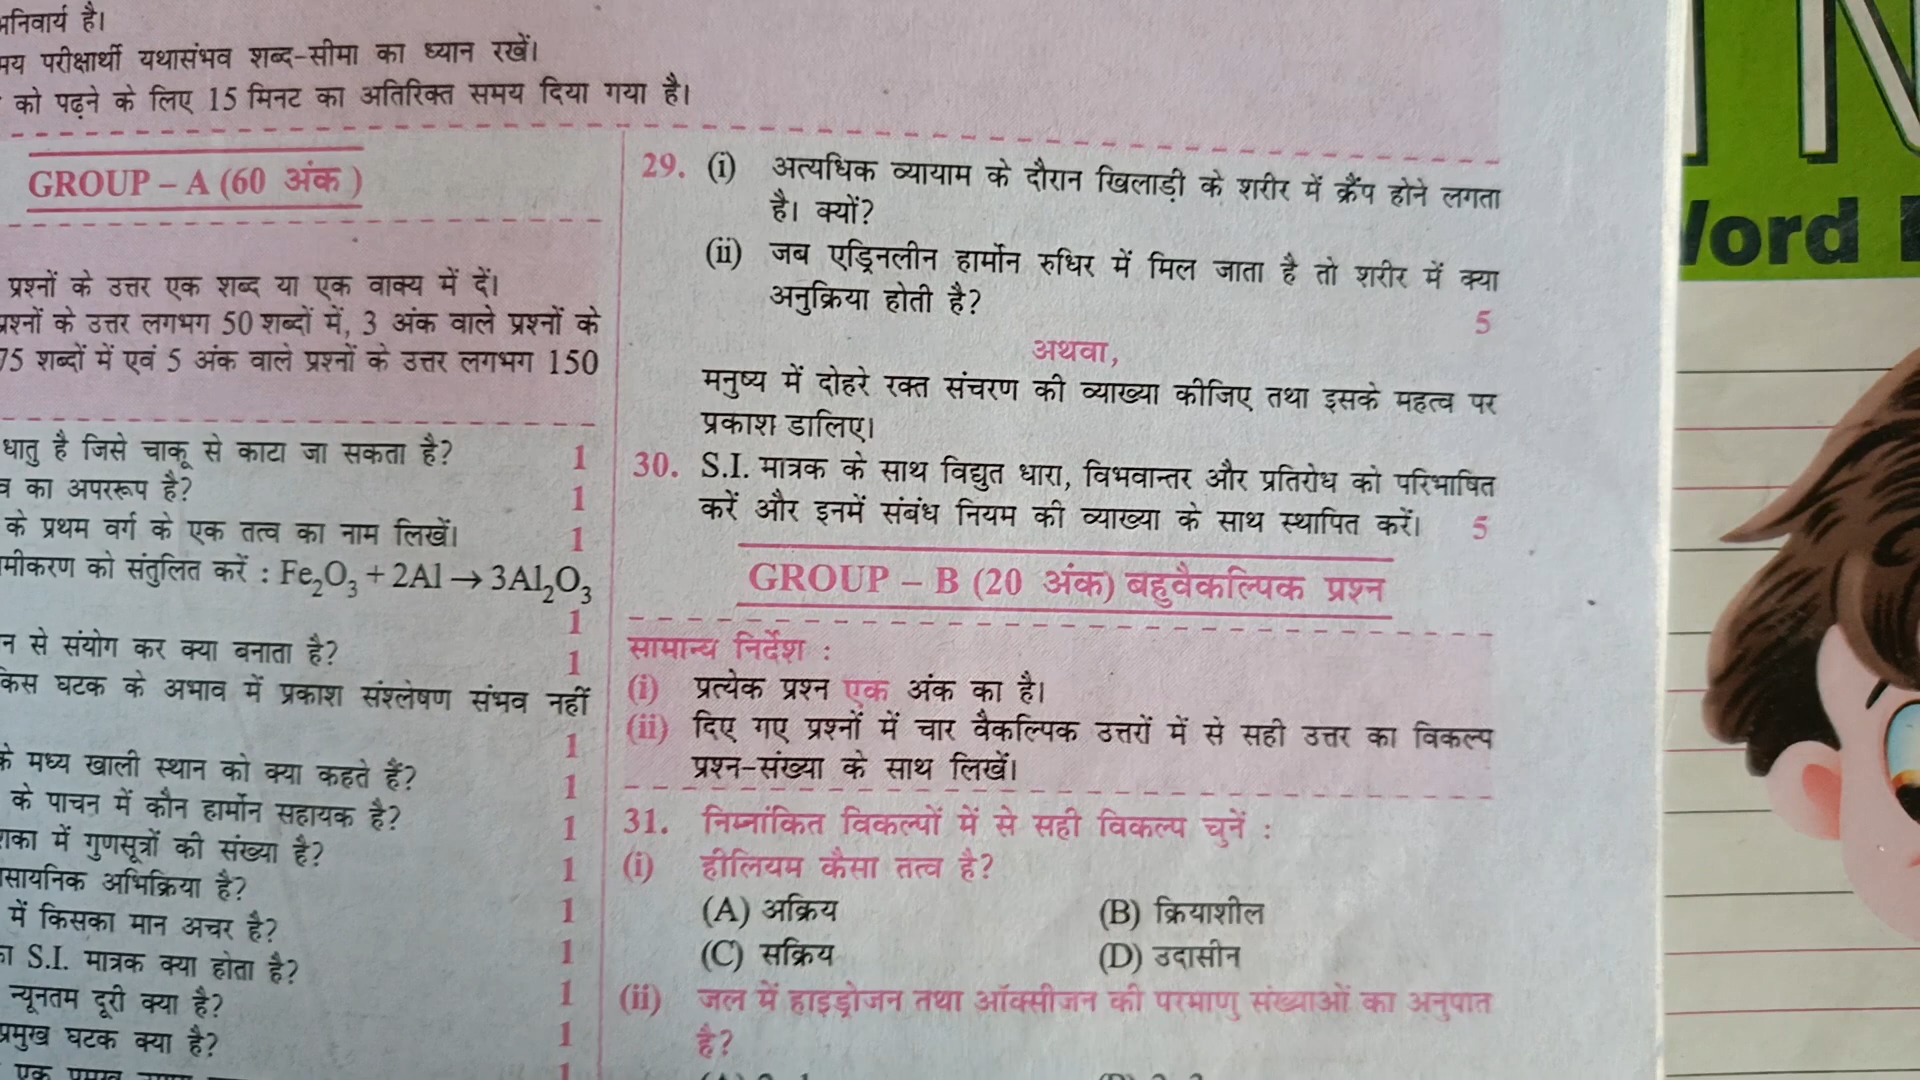 अनिवार्य है।
परीक्षार्थी यथासंभव शब्द-सीमा का ध्यान रखें।
को पढ़ने के लिए 15 मिनट का अतिरिक्त समय दिया गया है।
GROUP – A (60 अंक )
प्रश्नों के उत्तर एक शब्द या एक वाक्य में दें।
प्रश्नों के उत्तर लगभग 50 शब्दों में, 3 अंक वाले प्रश्नों के
75 शब्दों में एवं 5 अंक वाले प्रश्नों के उत्तर लगभग 150
धातु है जिसे चाकू से काटा जा सकता है? 1
का अपररूप है? 1
के प्रथम वर्ग के एक तत्व का नाम लिखें। 1
को संतुलित करें : Fe₂O₃ + 2Al → 3Al₂O₃
1
से संयोग कर क्या बनाता है? 1
किस घटक के अभाव में प्रकाश संश्लेषण संभव नहीं
1
के मध्य खाली स्थान को क्या कहते हैं? 1
के पाचन में कौन हार्मोन सहायक है? 1
में गुणसूत्रों की संख्या है? 1
अभिक्रिया है? 1
में किसका मान अचर है? 1
S.I. मात्रक क्या होता है? 1
न्यूनतम दूरी क्या है? 1
प्रमुख घटक क्या है? 1
एक प्रमुख
29. (i) अत्यधिक व्यायाम के दौरान खिलाड़ी के शरीर में क्रैंप होने लगता
है। क्यों?
(ii) जब एड्रिनलीन हार्मोन रुधिर में मिल जाता है तो शरीर में क्या
अनुक्रिया होती है? 5
अथवा,
मनुष्य में दोहरे रक्त संचरण की व्याख्या कीजिए तथा इसके महत्व पर
प्रकाश डालिए।
30. S.I. मात्रक के साथ विद्युत धारा, विभवान्तर और प्रतिरोध को परिभाषित
करें और इनमें संबंध नियम की व्याख्या के साथ स्थापित करें। 5
GROUP – B (20 अंक) बहुवैकल्पिक प्रश्न
सामान्य निर्देश :
(i) प्रत्येक प्रश्न एक अंक का है।
(ii) दिए गए प्रश्नों में चार वैकल्पिक उत्तरों में से सही उत्तर का विकल्प
प्रश्न-संख्या के साथ लिखें।
31. निम्नांकित विकल्पों में से सही विकल्प चुनें :
(i) हीलियम कैसा तत्व है?
(A) अक्रिय (B) क्रियाशील
(C) सक्रिय (D) उदासीन
(ii) जल में हाइड्रोजन तथा ऑक्सीजन की परमाणु संख्याओं का अनुपात
है?